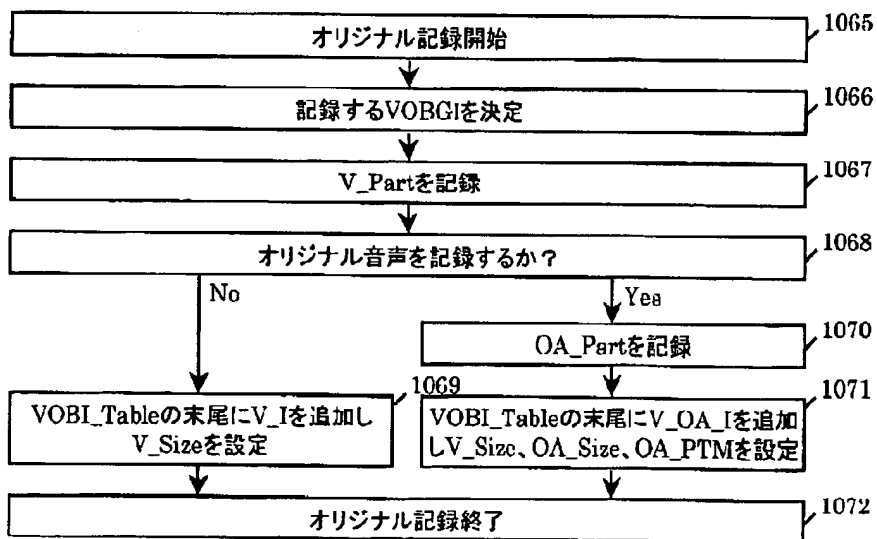 オリジナル記録開始
1065
記録するVOBGIを決定
1066
V_Partを記録
1067
オリジナル音声を記録するか？
1068
No
Yes
OA_Partを記録
1070
VOBI_Tableの末尾にV_Iを追加し
V_Sizeを設定
1069
VOBI_Tableの末尾にV_OA_Iを追加
しV_Size、OA_Size、OA_PTMを設定
1071
オリジナル記録終了
1072